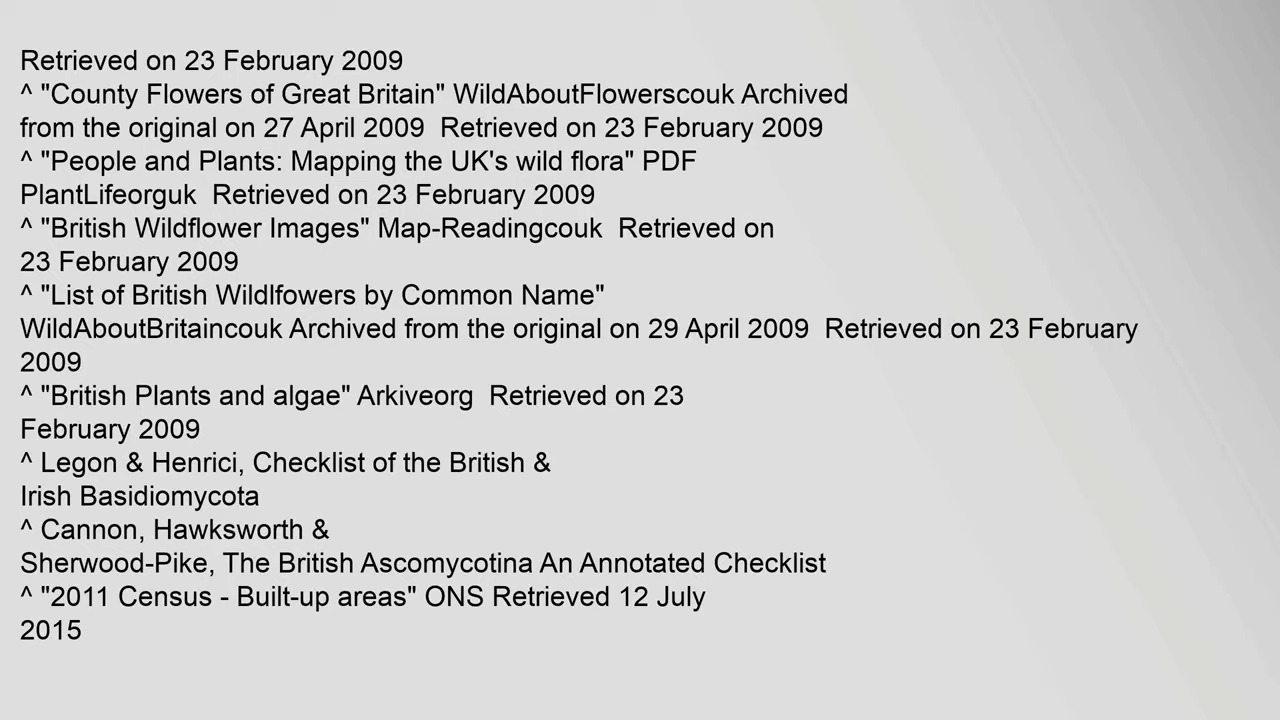 Retrieved on 23 February 2009
^ "County Flowers of Great Britain" WildAboutFlowerscouk Archived
from the original on 27 April 2009  Retrieved on 23 February 2009
^ "People and Plants: Mapping the UK's wild flora" PDF
PlantLifeorguk  Retrieved on 23 February 2009
^ "British Wildflower Images" Map-Readingcouk  Retrieved on
23 February 2009
^ "List of British Wildlfowers by Common Name"
WildAboutBritaincouk Archived from the original on 29 April 2009  Retrieved on 23 February
2009
^ "British Plants and algae" Arkiveorg  Retrieved on 23
February 2009
^ Legon & Henrici, Checklist of the British &
Irish Basidiomycota
^ Cannon, Hawksworth &
Sherwood-Pike, The British Ascomycotina An Annotated Checklist
^ "2011 Census - Built-up areas" ONS Retrieved 12 July
2015